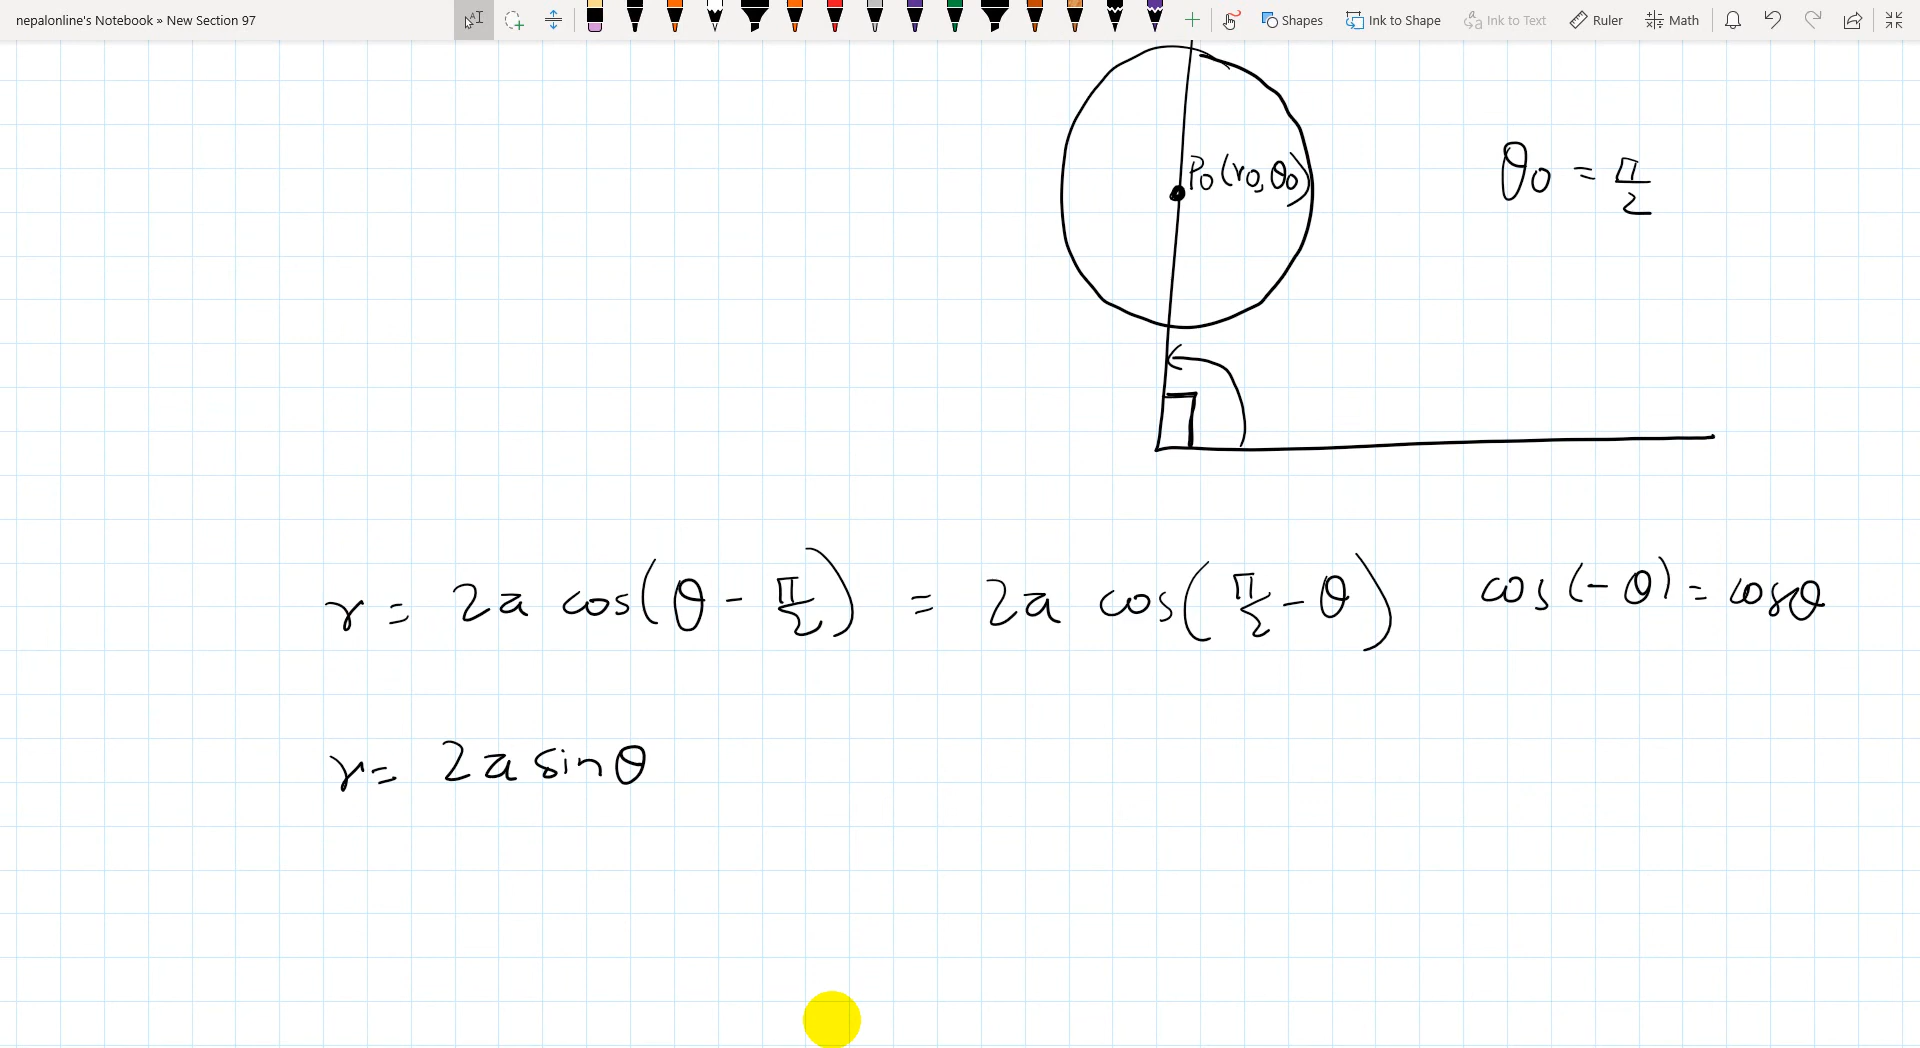 nepalonline's Notebook » New Section 97
Shapes
Ink to Shape
Ink to Text
Ruler
Math
P₀(r₀, θ₀)
θ₀ = π/2
r = 2a cos(θ - π/2) = 2a cos(π/2 - θ) cos(-θ) = cosθ
r = 2a sinθ